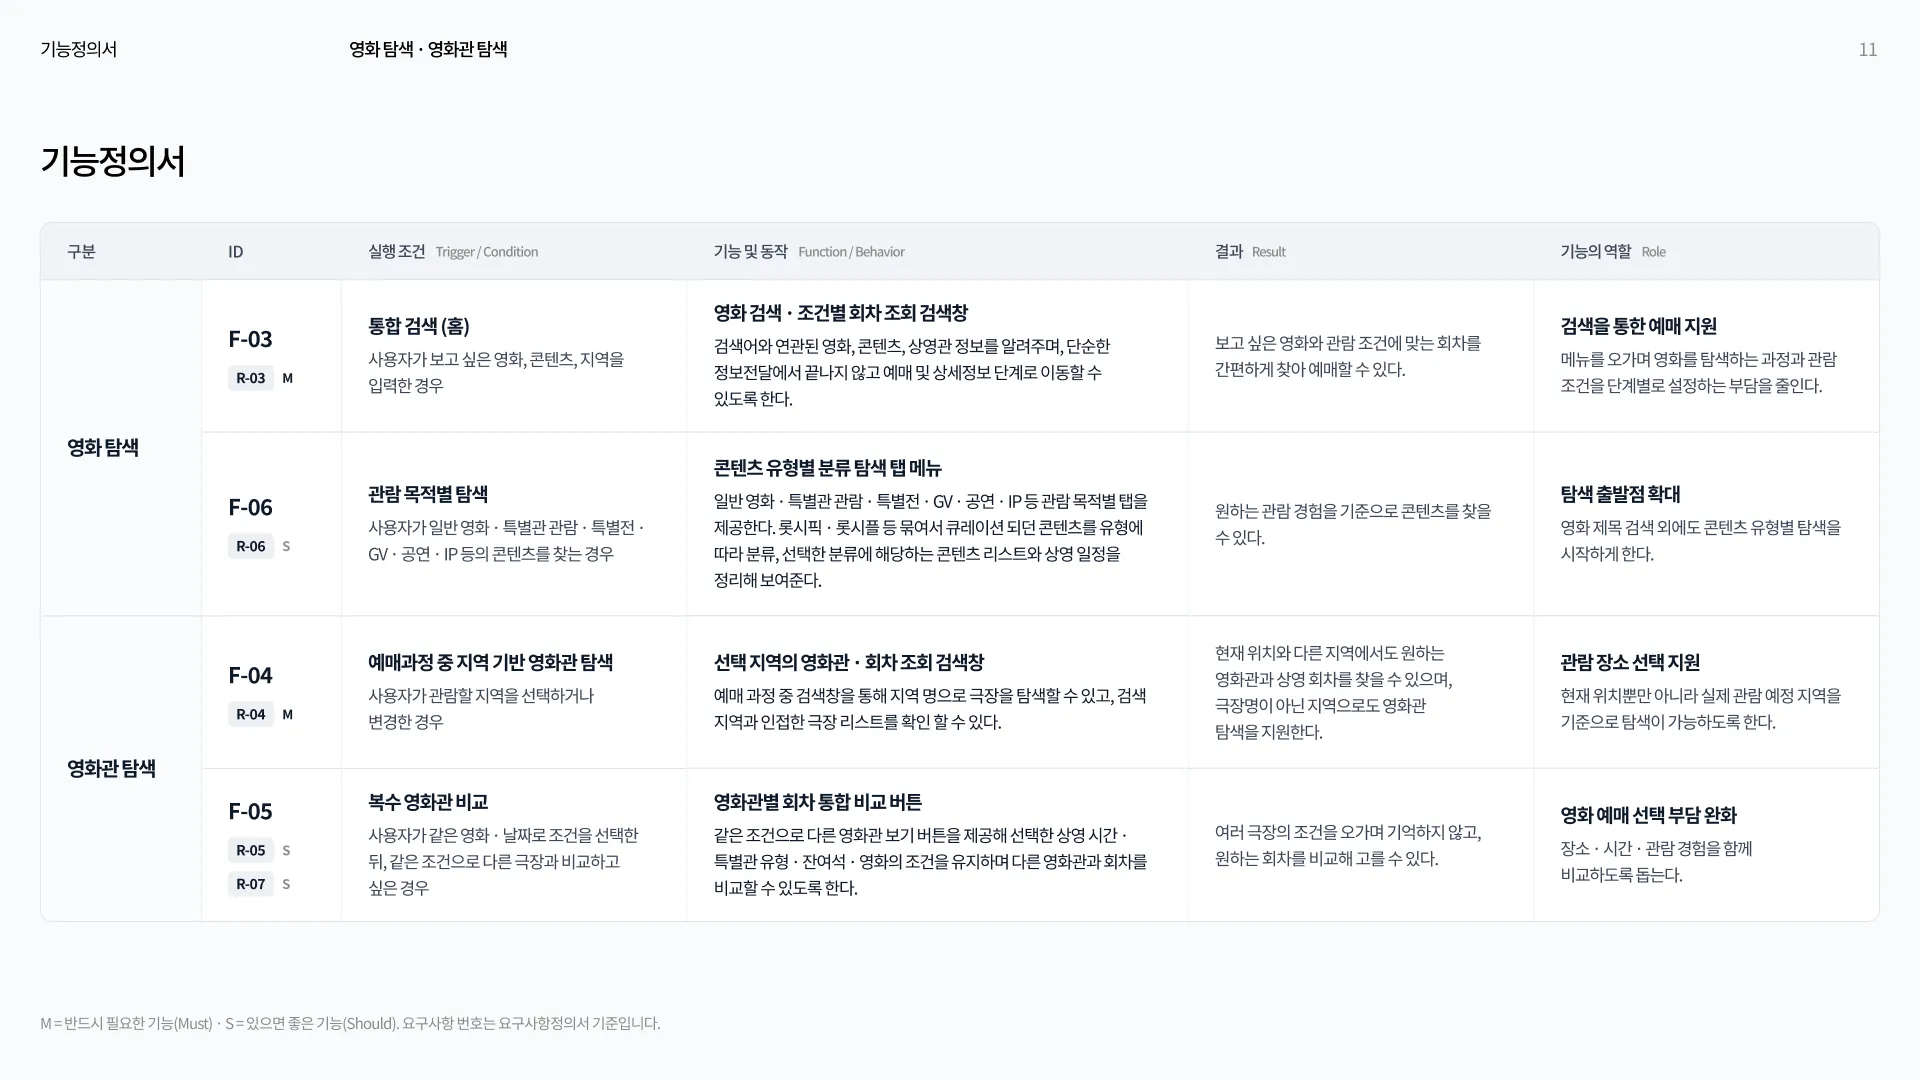 기능정의서
영화 탐색 · 영화관 탐색
11
기능정의서
구분
ID
실행 조건 Trigger / Condition
기능 및 동작 Function / Behavior
결과 Result
기능의 역할 Role
영화 탐색
F-03
R-03 M
통합 검색 (홈)
사용자가 보고 싶은 영화, 콘텐츠, 지역을
입력한 경우
영화 검색 · 조건별 회차 조회 검색창
검색어와 연관된 영화, 콘텐츠, 상영관 정보를 알려주며, 단순한
정보전달에서 끝나지 않고 예매 및 상세정보 단계로 이동할 수
있도록 한다.
보고 싶은 영화와 관람 조건에 맞는 회차를
간편하게 찾아 예매할 수 있다.
검색을 통한 예매 지원
메뉴를 오가며 영화를 탐색하는 과정과 관람
조건을 단계별로 설정하는 부담을 줄인다.
F-06
R-06 S
관람 목적별 탐색
사용자가 일반 영화 · 특별관 관람 · 특별전 ·
GV · 공연 · IP 등의 콘텐츠를 찾는 경우
콘텐츠 유형별 분류 탐색 탭 메뉴
일반 영화 · 특별관 관람 · 특별전 · GV · 공연 · IP 등 관람 목적별 탭을
제공한다. 롯시픽 · 롯시플 등 묶여서 큐레이션 되던 콘텐츠를 유형에
따라 분류, 선택한 분류에 해당하는 콘텐츠 리스트와 상영 일정을
정리해 보여준다.
원하는 관람 경험을 기준으로 콘텐츠를 찾을
수 있다.
탐색 출발점 확대
영화 제목 검색 외에도 콘텐츠 유형별 탐색을
시작하게 한다.
영화관 탐색
F-04
R-04 M
예매과정 중 지역 기반 영화관 탐색
사용자가 관람할 지역을 선택하거나
변경한 경우
선택 지역의 영화관 · 회차 조회 검색창
예매 과정 중 검색창을 통해 지역 명으로 극장을 탐색할 수 있고, 검색
지역과 인접한 극장 리스트를 확인 할 수 있다.
현재 위치와 다른 지역에서도 원하는
영화관과 상영 회차를 찾을 수 있으며,
극장명이 아닌 지역으로도 영화관
탐색을 지원한다.
관람 장소 선택 지원
현재 위치뿐만 아니라 실제 관람 예정 지역을
기준으로 탐색이 가능하도록 한다.
F-05
R-05 S
R-07 S
복수 영화관 비교
사용자가 같은 영화 · 날짜로 조건을 선택한
뒤, 같은 조건으로 다른 극장과 비교하고
싶은 경우
영화관별 회차 통합 비교 버튼
같은 조건으로 다른 영화관 보기 버튼을 제공해 선택한 상영 시간 ·
특별관 유형 · 잔여석 · 영화의 조건을 유지하며 다른 영화관과 회차를
비교할 수 있도록 한다.
여러 극장의 조건을 오가며 기억하지 않고,
원하는 회차를 비교해 고를 수 있다.
영화 예매 선택 부담 완화
장소 · 시간 · 관람 경험을 함께
비교하도록 돕는다.
M = 반드시 필요한 기능(Must) · S = 있으면 좋은 기능(Should). 요구사항 번호는 요구사항정의서 기준입니다.